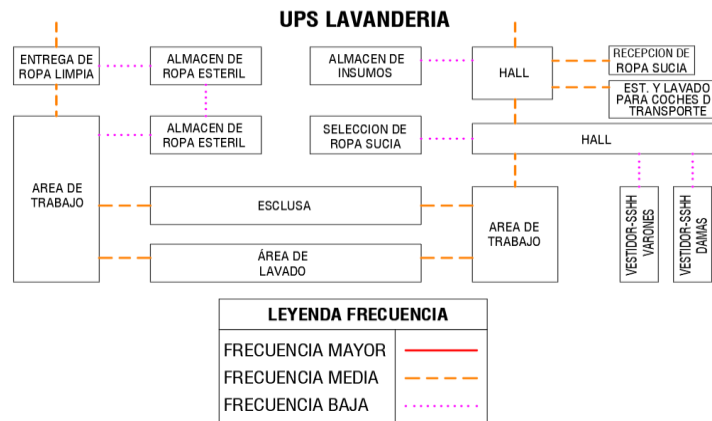 UPS LAVANDERIA
ENTREGA DE
ROPA LIMPIA
ALMACEN DE
ROPA ESTERIL
ALMACEN DE
INSUMOS
HALL
RECEPCION DE
ROPA SUCIA
EST. Y LAVADO
PARA COCHES D
TRANSPORTE
ALMACEN DE
ROPA ESTERIL
SELECCION DE
ROPA SUCIA
HALL
AREA DE
TRABAJO
ESCLUSA
AREA DE
TRABAJO
VESTIDOR-SSHH
VARONES
VESTIDOR-SSHH
DAMAS
ÁREA DE
LAVADO
LEYENDA FRECUENCIA
FRECUENCIA MAYOR
FRECUENCIA MEDIA
FRECUENCIA BAJA